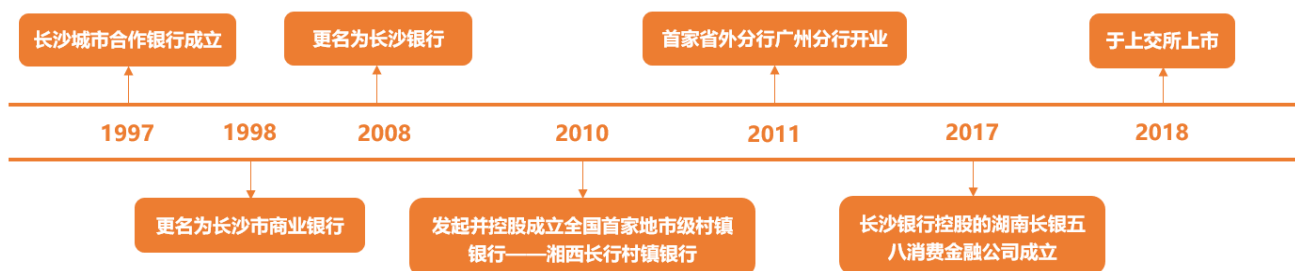 长沙城市合作银行成立
更名为长沙银行
首家省外分行广州分行开业
于上交所上市
1997
1998
2008
2010
2011
2017
2018
更名为长沙市商业银行
发起并控股成立全国首家地市级村镇
银行——湘西长行村镇银行
长沙银行控股的湖南长银五
八消费金融公司成立